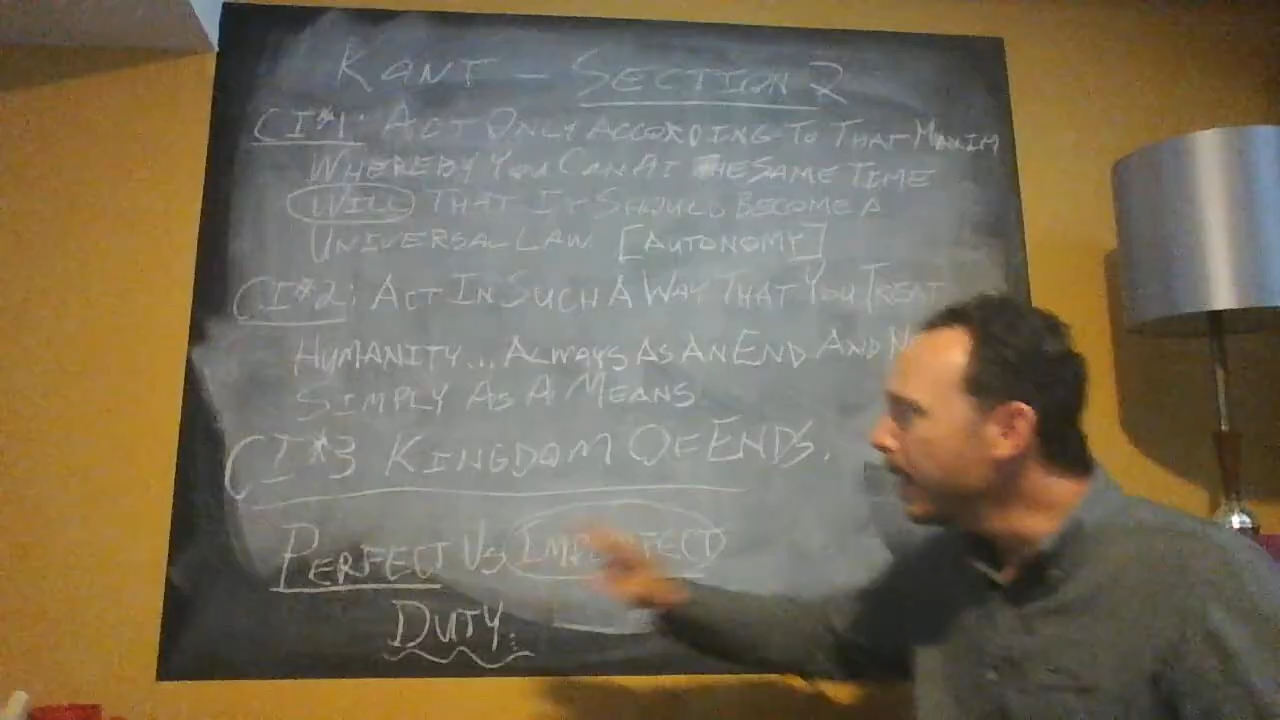 KANT — SECTION 2
CI#1: ACT ONLY ACCORDING TO THAT MAXIM
WHEREBY YOU CAN AT THE SAME TIME
WILL THAT IT SHOULD BECOME A
UNIVERSAL LAW. [AUTONOMY]
CI#2: ACT IN SUCH A WAY THAT YOU TREAT
HUMANITY... ALWAYS AS AN END AND
SIMPLY AS A MEANS
CI#3 KINGDOM OF ENDS.
PERFECT VS IMPERFECT
DUTY